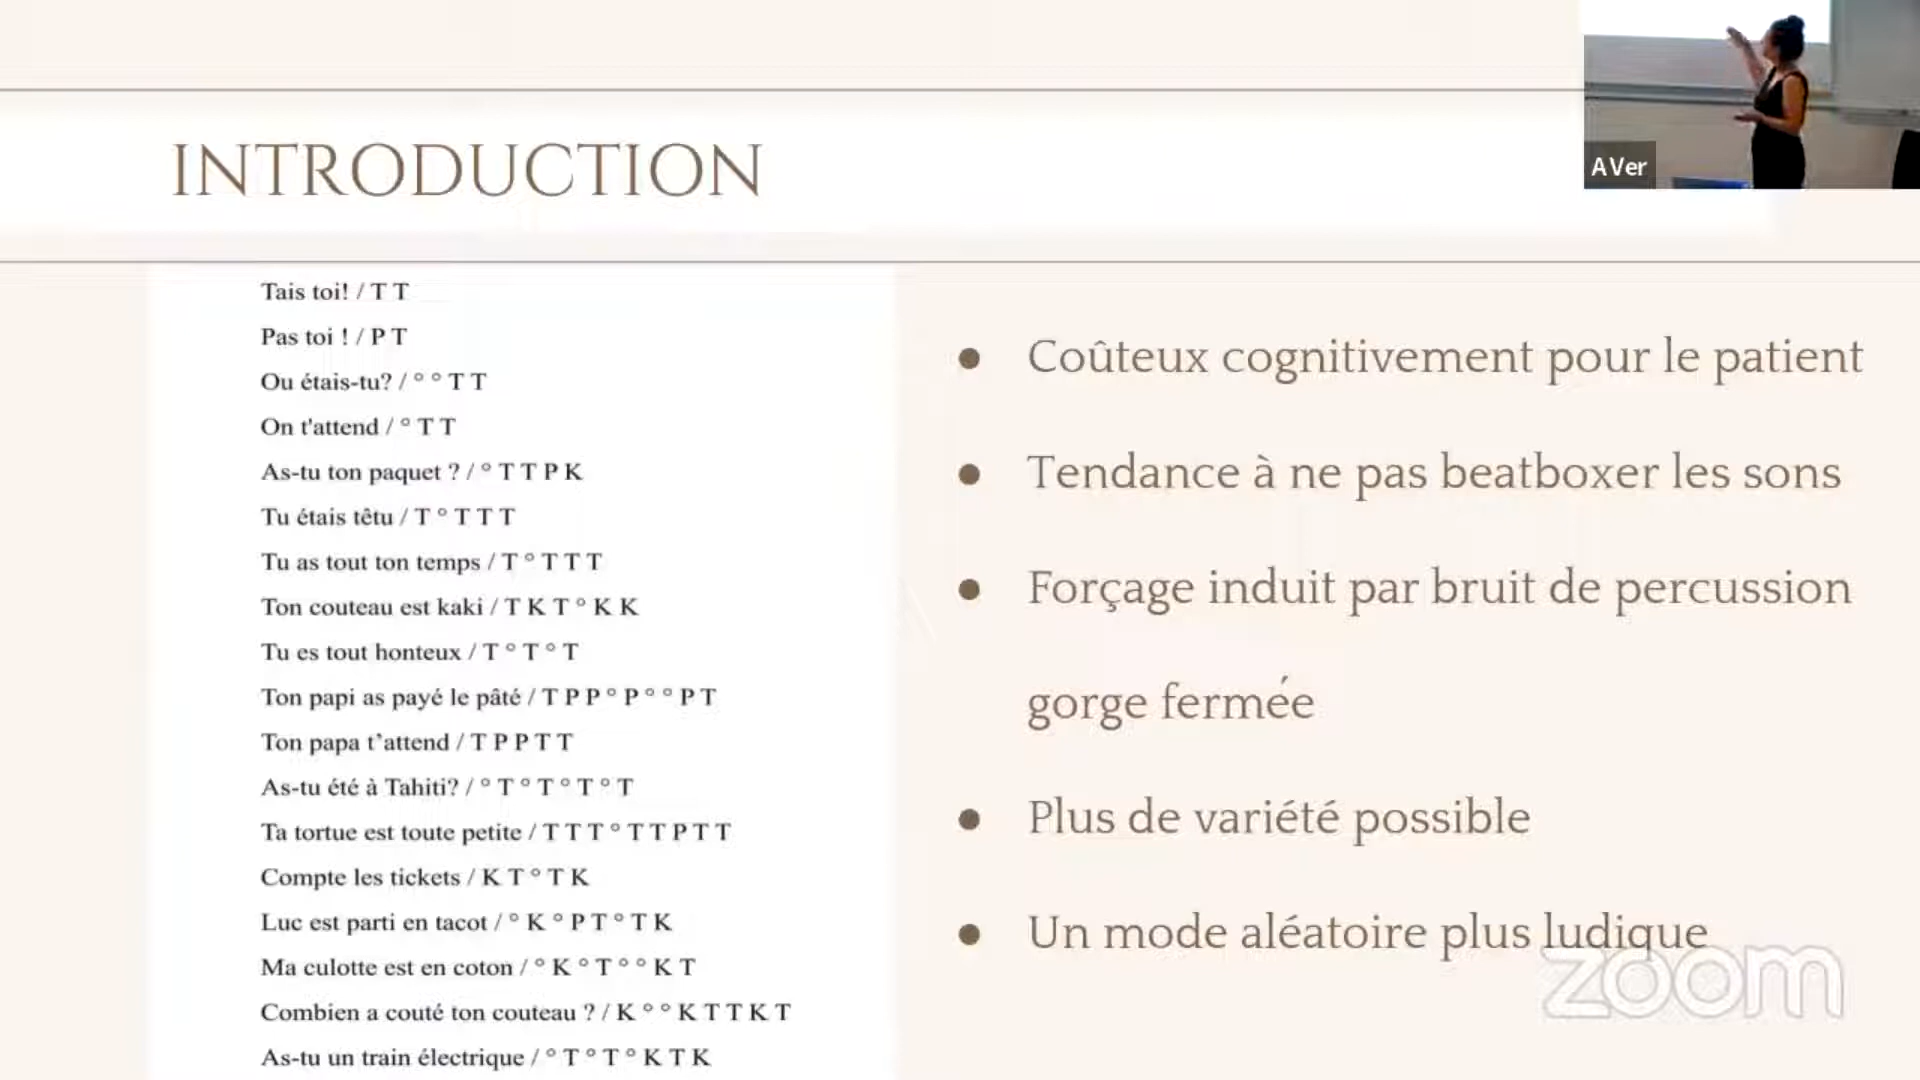 INTRODUCTION
A Ver
Tais toi! / T T
Pas toi ! / P T
Ou étais-tu? / ° ° T T
On t'attend / ° T T
As-tu ton paquet ? / ° T T P K
Tu étais têtu / T ° T T T
Tu as tout ton temps / T ° T T T
Ton couteau est kaki / T K T ° K K
Tu es tout honteux / T ° T ° T
Ton papi as payé le pâté / T P P ° P ° ° P T
Ton papa t’attend / T P P T T
As-tu été à Tahiti? / ° T ° T ° T ° T
Ta tortue est toute petite / T T T ° T T P T T
Compte les tickets / K T ° T K
Luc est parti en tacot / ° K ° P T ° T K
Ma culotte est en coton / ° K ° T ° ° K T
Combien a couté ton couteau ? / K ° ° K T T K T
As-tu un train électrique / ° T ° T ° K T K
● Coûteux cognitivement pour le patient
● Tendance à ne pas beatboxer les sons
● Forçage induit par bruit de percussion
gorge fermée
● Plus de variété possible
● Un mode aléatoire plus ludique
zoom